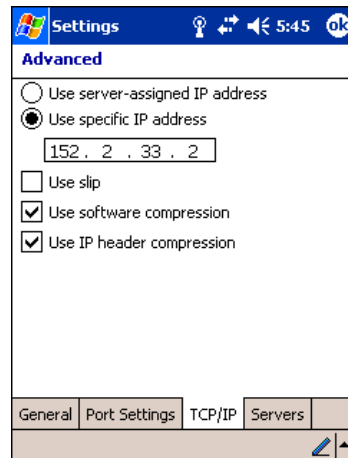 Settings 5:45 ok
Advanced
Use server-assigned IP address
Use specific IP address
152 . 2 . 33 . 2
Use slip
Use software compression
Use IP header compression
General Port Settings TCP/IP Servers